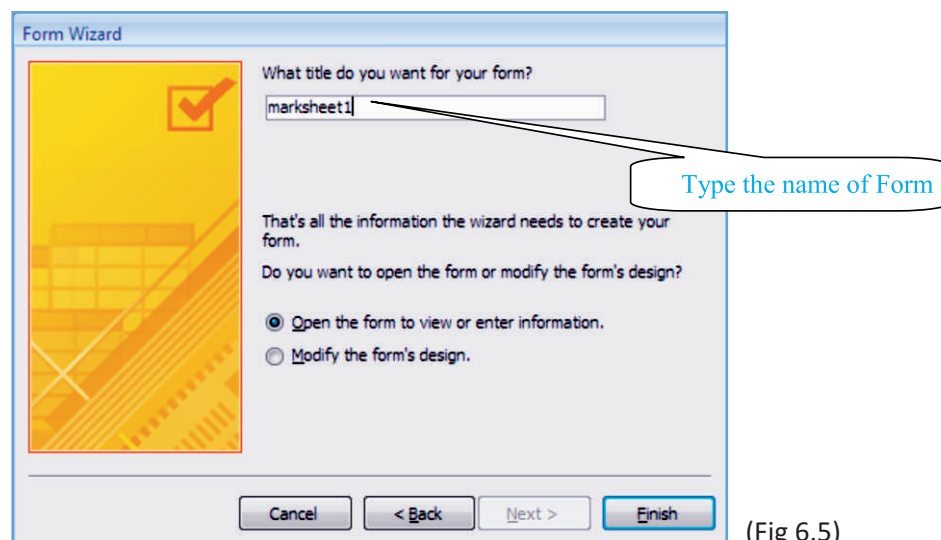 Form Wizard
What title do you want for your form?
marksheet1
Type the name of Form
That's all the information the wizard needs to create your
form.
Do you want to open the form or modify the form's design?
Open the form to view or enter information.
Modify the form's design.
Cancel
< Back
Next >
Finish
(Fig 6.5)